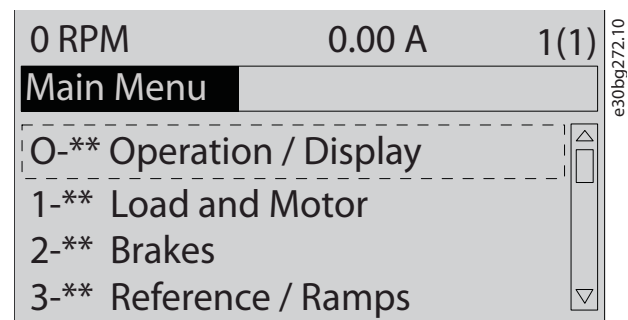 0 RPM 0.00 A 1(1)
Main Menu
O-** Operation / Display
1-** Load and Motor
2-** Brakes
3-** Reference / Ramps
e30bg272.10